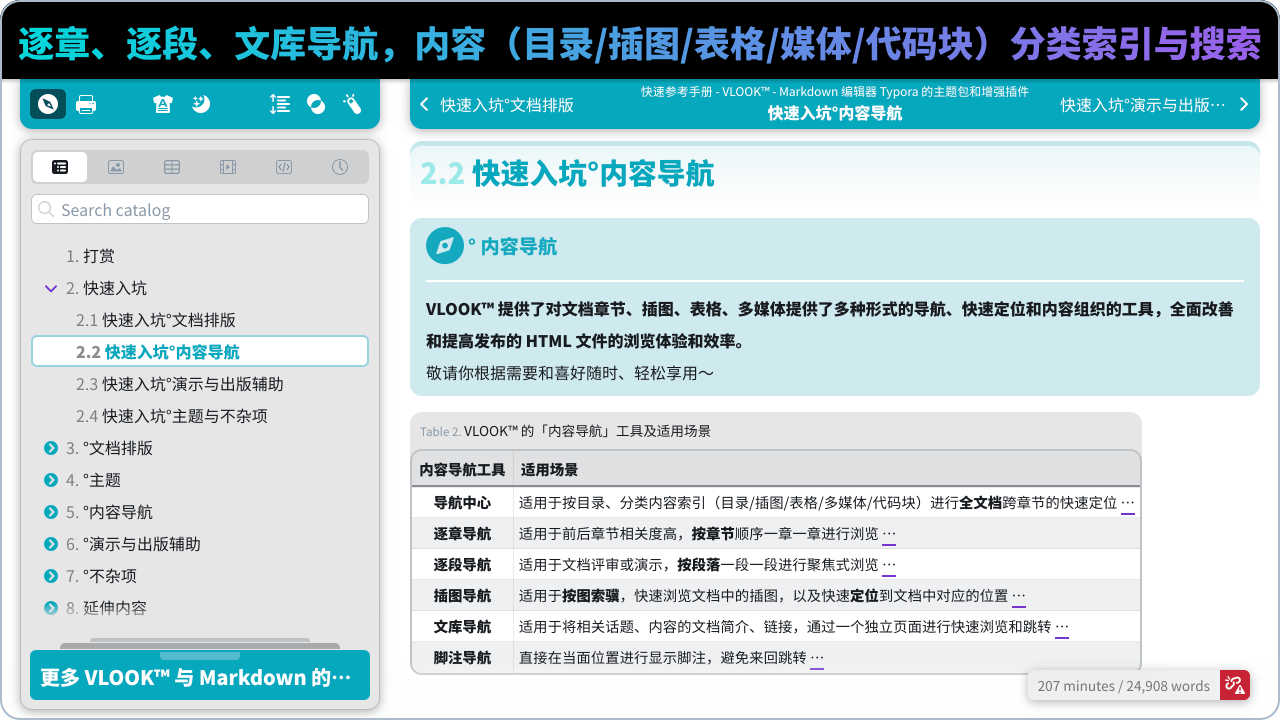 逐章、逐段、文库导航，内容（目录/插图/表格/媒体/代码块）分类索引与搜索
快速入坑°文档排版
快速参考手册 - VLOOK™ - Markdown 编辑器 Typora 的主题包和增强插件
快速入坑°内容导航
快速入坑°演示与出版…
Search catalog
1. 打赏
2. 快速入坑
2.1 快速入坑°文档排版
2.2 快速入坑°内容导航
2.3 快速入坑°演示与出版辅助
2.4 快速入坑°主题与不杂项
3. °文档排版
4. °主题
5. °内容导航
6. °演示与出版辅助
7. °不杂项
8. 延伸内容
更多 VLOOK™ 与 Markdown 的…
2.2 快速入坑°内容导航
° 内容导航
VLOOK™ 提供了对文档章节、插图、表格、多媒体提供了多种形式的导航、快速定位和内容组织的工具，全面改善
和提高发布的 HTML 文件的浏览体验和效率。
敬请你根据需要和喜好随时、轻松享用～
Table 2. VLOOK™ 的「内容导航」工具及适用场景
内容导航工具 适用场景
导航中心 适用于按目录、分类内容索引（目录/插图/表格/多媒体/代码块）进行全文档跨章节的快速定位 …
逐章导航 适用于前后章节相关度高，按章节顺序一章一章进行浏览 …
逐段导航 适用于文档评审或演示，按段落一段一段进行聚焦式浏览 …
插图导航 适用于按图索骥，快速浏览文档中的插图，以及快速定位到文档中对应的位置 …
文库导航 适用于将相关话题、内容的文档简介、链接，通过一个独立页面进行快速浏览和跳转 …
脚注导航 直接在当面位置进行显示脚注，避免来回跳转 …
207 minutes / 24,908 words